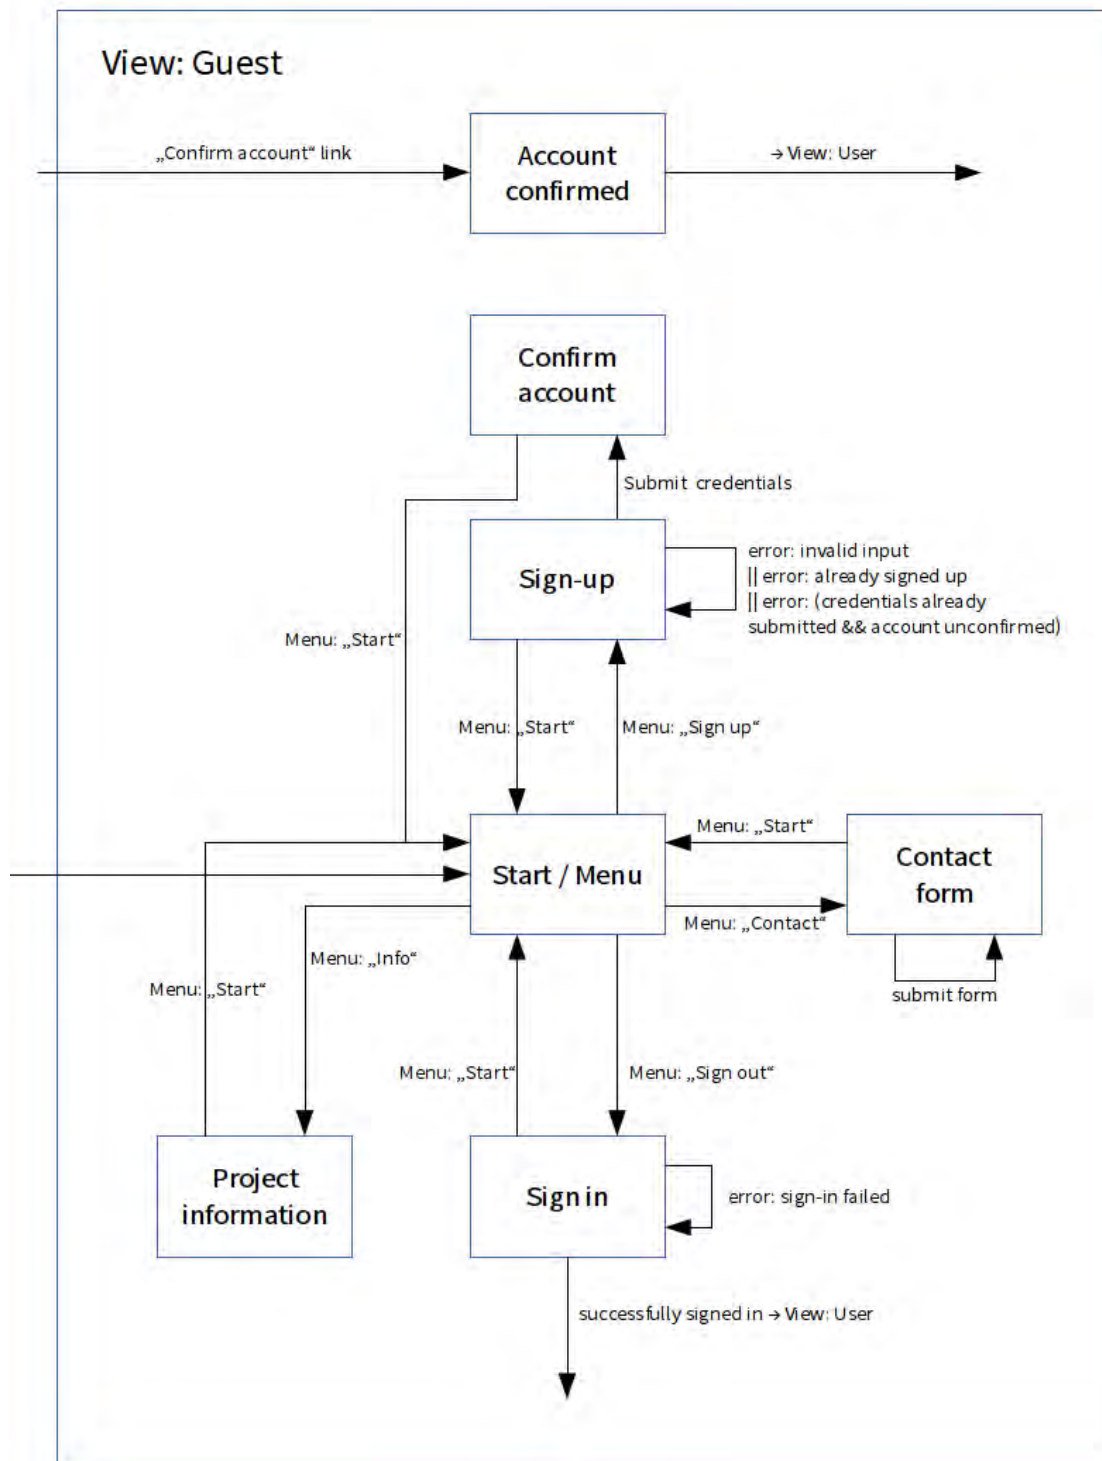 View: Guest
„Confirm account“ link
Account
confirmed
→ View: User
Confirm
account
Submit credentials
Sign-up
error: invalid input
|| error: already signed up
|| error: (credentials already
submitted && account unconfirmed)
Menu: „Start“
Menu: „Start“
Menu: „Sign up“
Start / Menu
Menu: „Start“
Contact
form
Menu: „Contact“
submit form
Menu: „Info“
Menu: „Start“
Menu: „Start“
Menu: „Sign out“
Project
information
Sign in
error: sign-in failed
successfully signed in → View: User